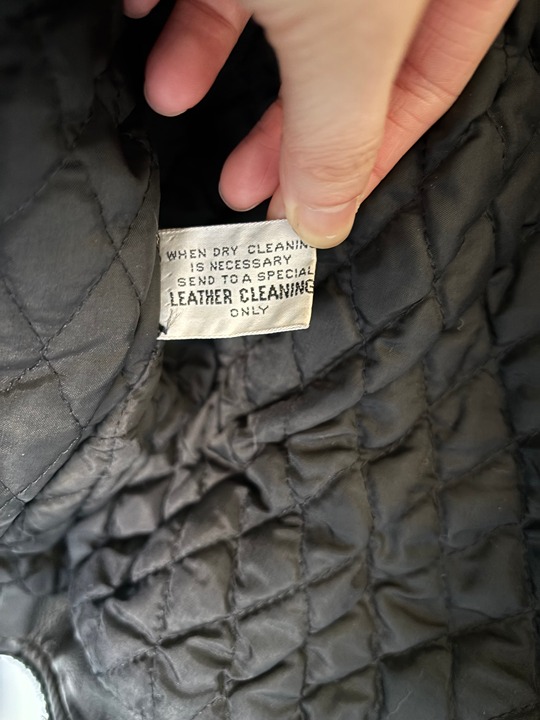 WHEN DRY CLEANING
IS NECESSARY
SEND TO A SPECIAL
LEATHER CLEANING
ONLY